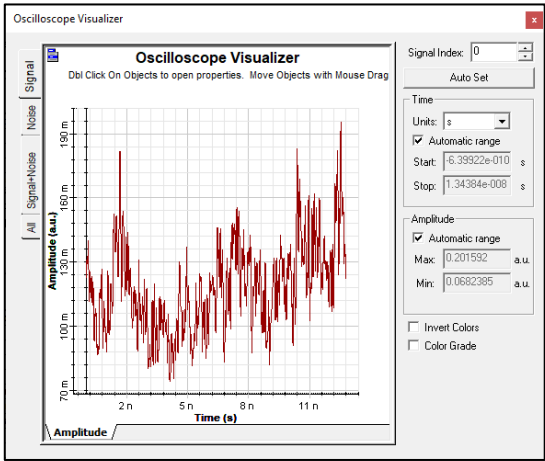 Oscilloscope Visualizer
x
Signal
Noise
Signal+Noise
All
Oscilloscope Visualizer
Dbl Click On Objects to open properties. Move Objects with Mouse Drag
Amplitude (a.u.)
190 m
160 m
130 m
100 m
70 m
2 n
5 n
8 n
11 n
Time (s)
Amplitude
Signal Index: 0
Auto Set
Time
Units: s
Automatic range
Start: -6.39922e-010 s
Stop: 1.34384e-008 s
Amplitude
Automatic range
Max: 0.201592 a.u.
Min: 0.0682385 a.u.
Invert Colors
Color Grade